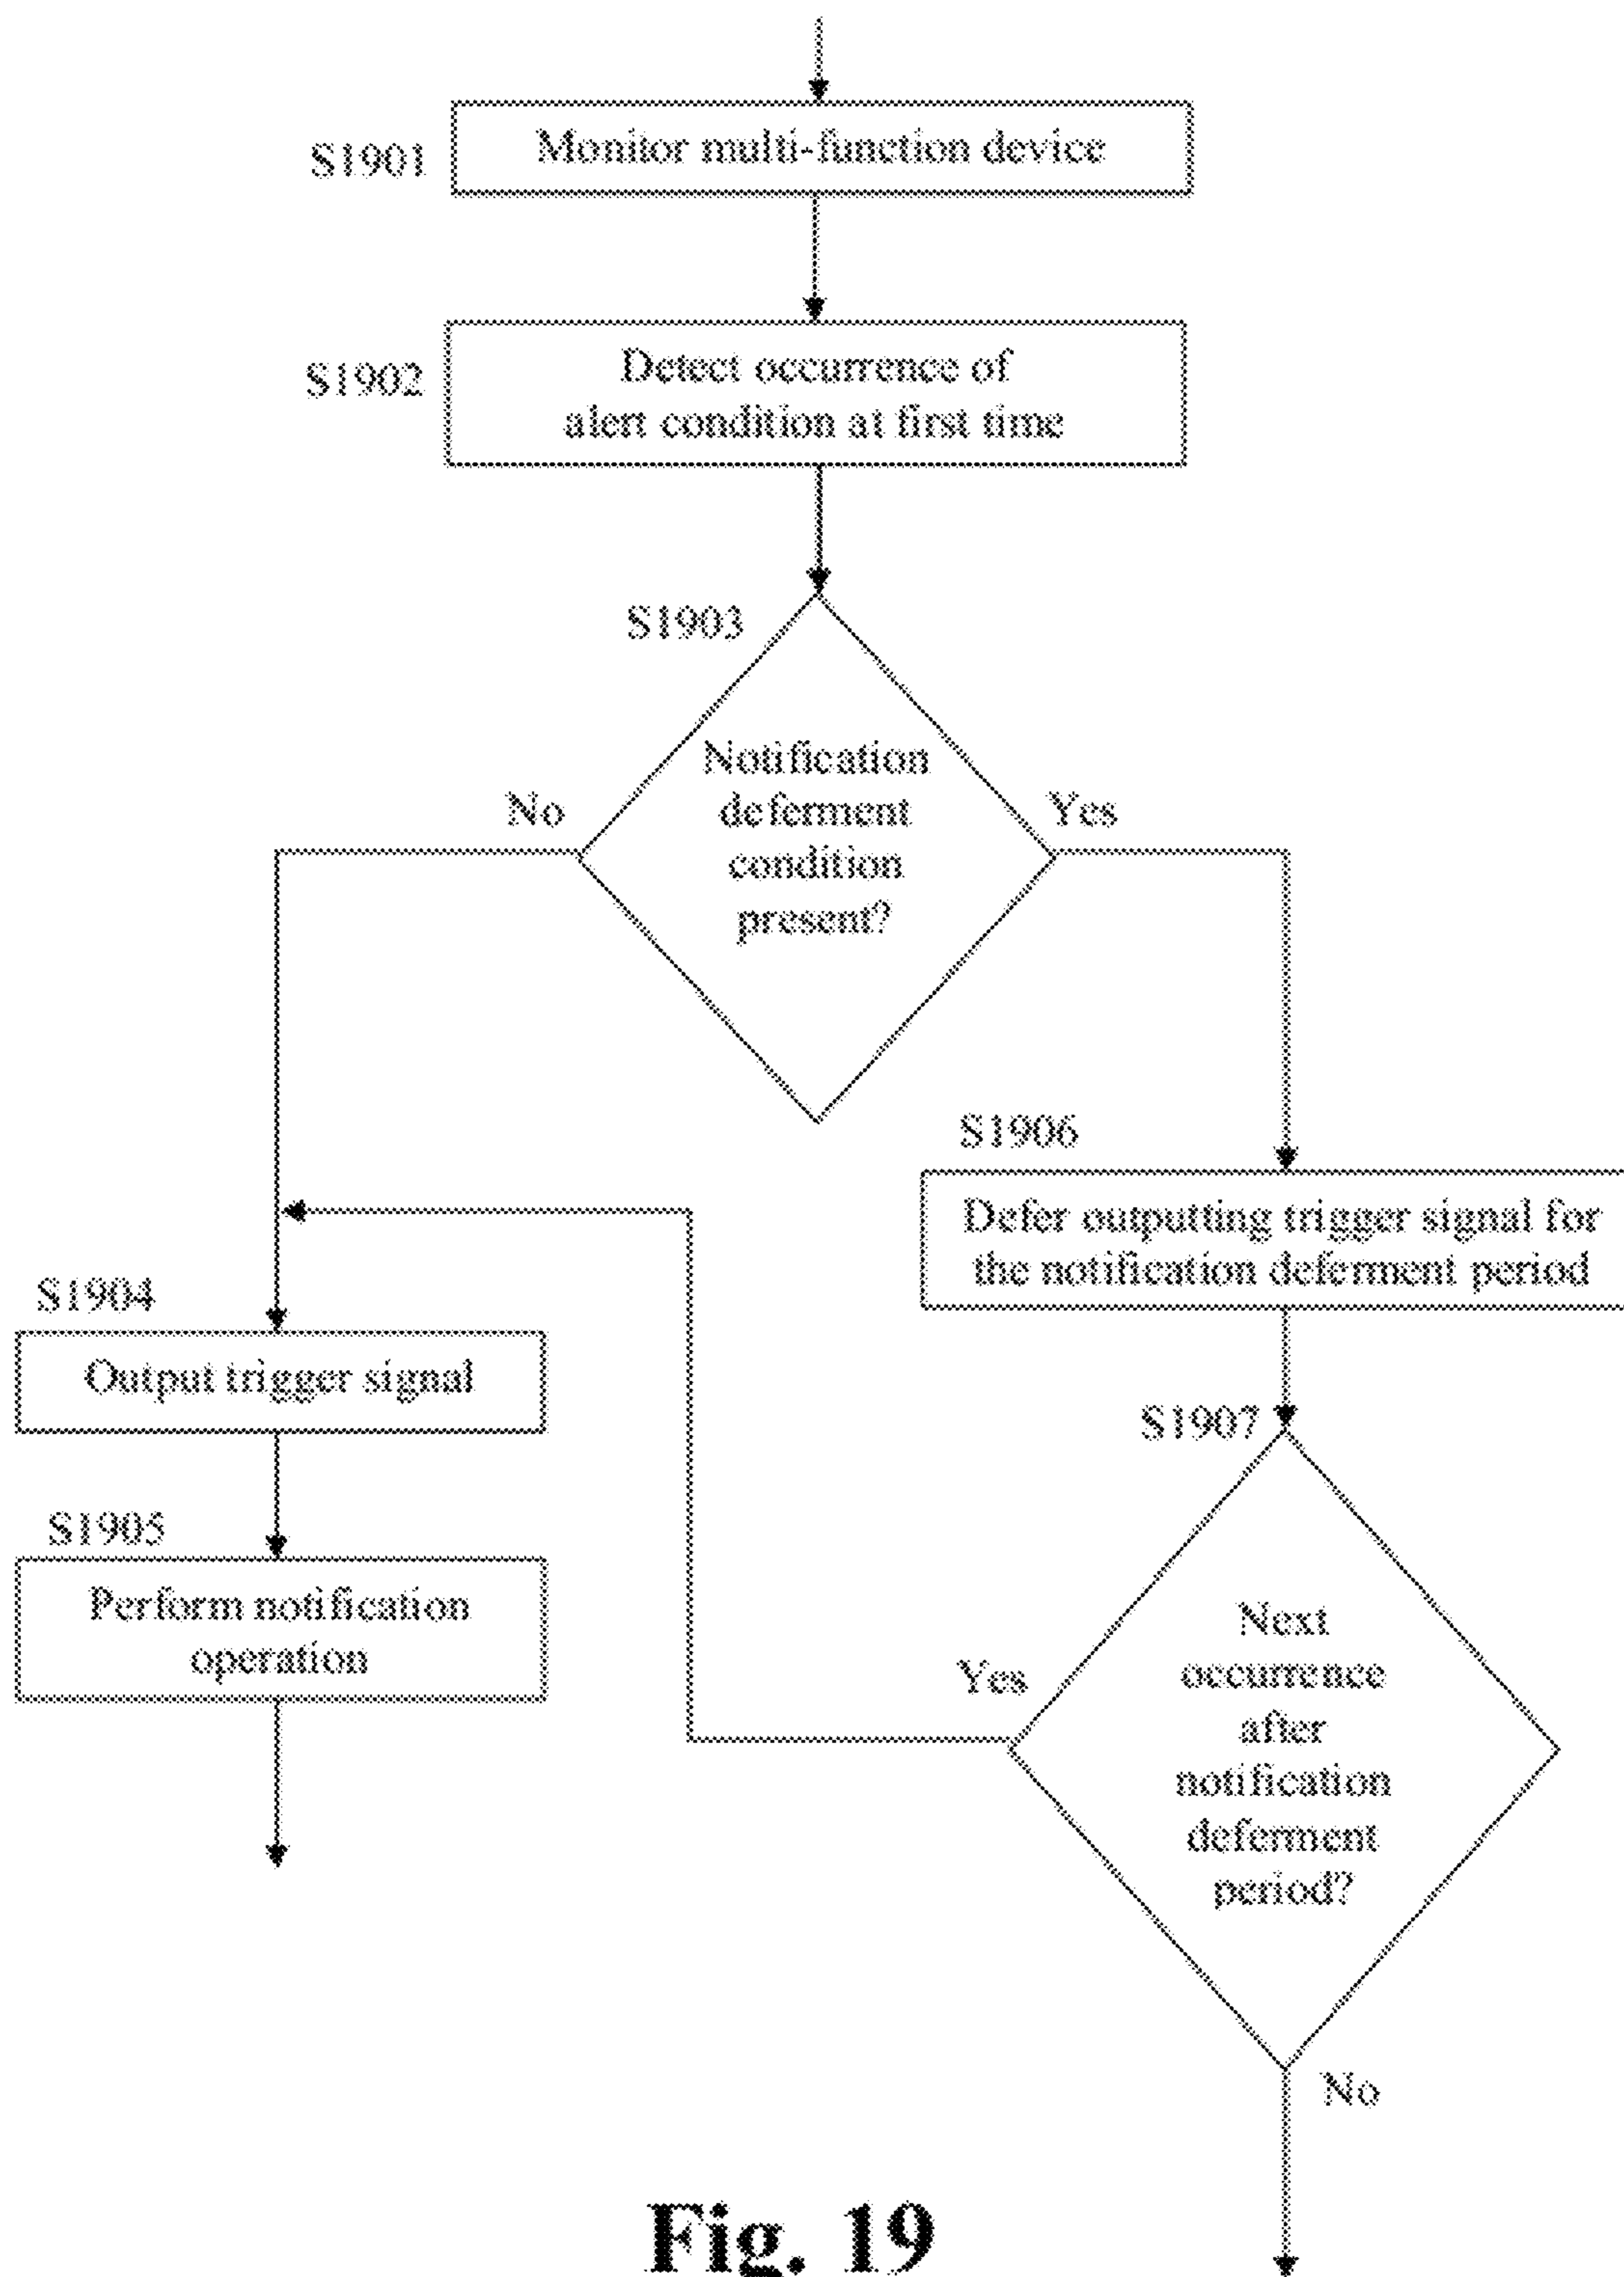 S1901
Monitor multi-function device
S1902
Detect occurrence of
alert condition at first time
S1903
Notification
deferment
condition
present?
No
Yes
S1906
Defer outputting trigger signal for
the notification deferment period
S1904
Output trigger signal
S1907
S1905
Perform notification
operation
Next
occurrence
after
notification
deferment
period?
Yes
No
Fig. 19